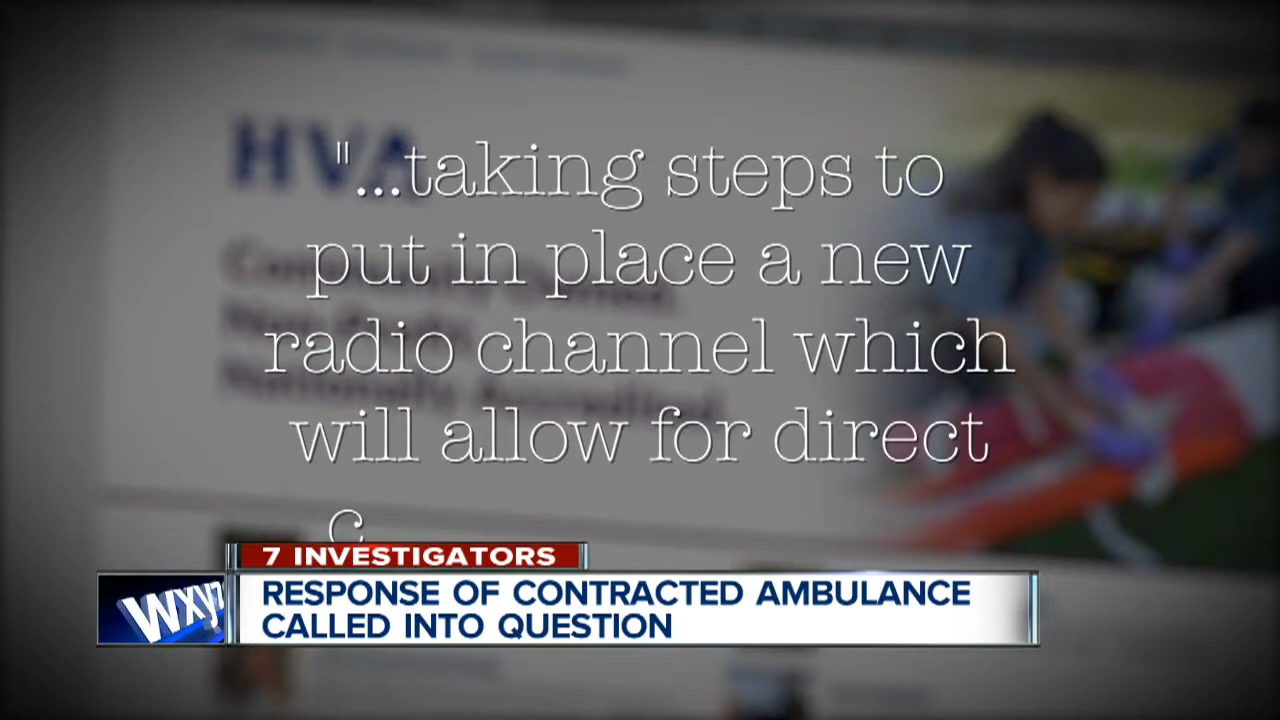 HVA
"...taking steps to
put in place a new
radio channel which
will allow for direct
c
7 INVESTIGATORS
WXYZ
RESPONSE OF CONTRACTED AMBULANCE
CALLED INTO QUESTION